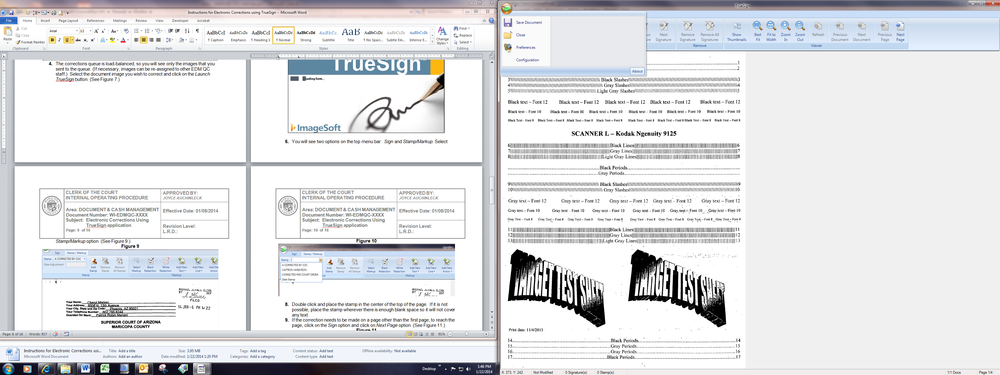 Instructions for Electronic Corrections using TrueSign - Microsoft Word
File Home Insert Page Layout References Mailings Review View Developer Acrobat
Paste
Cut
Copy
Format Painter
Clipboard
Arial 12
Font
Paragraph
AaBbCcI AaBbCcDc AaBbCcI AaBbCcDd AaBbCcDd AaBbCc. AaB AaBbCcDd AaBbCcDc AaBbCcDc
¶ Caption Emphasis ¶ Heading 1 ¶ Normal Strong Subtitle Title ¶ No Spaci... Subtle Em... Intense E...
Change Styles
Styles
Find
Replace
Select
Editing
4. The corrections queue is load-balanced, so you will see only the images that you
sent to the queue. (If necessary, images can be re-assigned to other EDM QC
staff.) Select the document image you wish to correct and click on the Launch
TrueSign button. (See Figure 7.)
TrueSign
oading form...
ImageSoft
6. You will see two options on the top menu bar: Sign and Stamp/Markup. Select
MARICOPA COUNTY
CLERK OF THE COURT
INTERNAL OPERATING PROCEDURE
APPROVED BY:
JOYCE AUCHINLECK
Area: DOCUMENT & CASH MANAGEMENT
Document Number: WI-EDMQC-XXXX
Subject: Electronic Corrections Using
TrueSign application
Page: 9 of 16
Effective Date: 01/08/2014
Revision Level:
L.R.D.:
Stamp/Markup option. (See Figure 9.)
Figure 9
Sign Stamp / Markup
Stamp A CORRECTED BY COC
Date Adjustment
Add Stamp Remove Stamp Remove All Stamps Select Markup Black Redaction White Redaction Add New Text Add New Line Add New Arrow
Stamp Markup
MICHAEL JEANES, CLERK
BY DEP
FILED
14 JAN -6 PM 4:22
Your Name: Cheryl Mariani
Your Address: 8508 N. 13th Avenue
Your City, State and Zip Code: Phoenix, AZ 85021
Your Telephone Number: 602 795 8244
Guardian for Ward: Patrick Robin Mariani
SUPERIOR COURT OF ARIZONA
MARICOPA COUNTY
MARICOPA COUNTY
CLERK OF THE COURT
INTERNAL OPERATING PROCEDURE
APPROVED BY:
JOYCE AUCHINLECK
Area: DOCUMENT & CASH MANAGEMENT
Document Number: WI-EDMQC-XXXX
Subject: Electronic Corrections Using
TrueSign application
Page: 10 of 16
Effective Date: 01/08/2014
Revision Level:
L.R.D.:
Figure 10
TrueSign
Sign Stamp / Markup
Stamp
A CORRECTED BY COC
CAPTION VARIATION
CORRECTED PER COURT ORDER
Date Stamp
Add Stamp Remove Stamp Remove All Stamps Select Markup Black Redaction White Redaction Add New Text Add New Line Add New Arrow
mp Markup
MICHAEL JEANES, CLERK
BY DEP
8. Double click and place the stamp in the center of the top of the page. If it is not
possible, place the stamp wherever there is enough blank space so it will not cover
any text.
9. If the correction needs to be made on a page other than the first page, to reach the
page, click on the Sign option and click on Next Page option. (See Figure 11.)
Figure 11
Page: 8 of 16 Words: 917 91%
Instructions for Electronic Corrections usi... Title: Add a title Size: 3.95 MB Tags: Add a tag Content status: Add text Offline availability: Not available
Microsoft Word Document Authors: Add an author Date modified: 1/22/2014 1:20 PM Categories: Add a category Content type: Add text
Desktop 1:46 PM
1/22/2014
TrueSign
Save Document
Close
Preferences
Configuration
About
Next Signature
Remove Signature Remove All Signatures
Remove
Show Thumbnails Best Fit Fit to Width Zoom In Zoom Out Refresh Previous Document Next Document Previous Page Next Page
Viewer
1
2
3 Black Slashes 3
4 Gray Slashes 4
5 Light Gray Slashes 5
Black text – Font 12 Black text – Font 12 Black text – Font 12 Black text – Font 12 Black text – Font 12
Black text – Font 10 Black text – Font 10 Black text – Font 10 Black text – Font 10 Black text – Font 10 Black text – Font 10
Black Text – Font 8 Black Text – Font 8 Black Text – Font 8 Black Text – Font 8 Black Text – Font 8 Black Text – Font 8 Black Text – Font 8 Black Text – Font 8
SCANNER L – Kodak Ngenuity 9125
6 Black Lines 6
7 Gray Lines 7
8 Light Gray Lines 8
Black Periods
Gray Periods
9 Black Slashes 9
10 Gray Slashes 10
Gray text – Font 12 Gray text – Font 12 Gray text – Font 12 Gray text – Font 12 Gray text – Font 12
Gray text – Font 10 Gray text – Font 10 Gray text – Font 10 Gray text – Font 10 Gray text – Font 10 Gray text – Font 10
Gray Text – Font 8 Gray Text – Font 8 Gray Text – Font 8 Gray Text – Font 8 Gray Text – Font 8 Gray Text – Font 8 Gray Text – Font 8 Gray Text – Font 8
11 Black Lines 11
12 Gray Lines 12
13 Light Gray Lines 13
TARGET TEST SHEET TARGET TEST SHEET
Print date: 11/4/2013
14 Black Periods 14
15 Gray Periods 15
16 Gray Periods 16
17 Black Periods 17
X: 373, Y: 242 Not Modified 0 Signature(s) 0 Stamp(s) 1/1 Docs Page 1/4